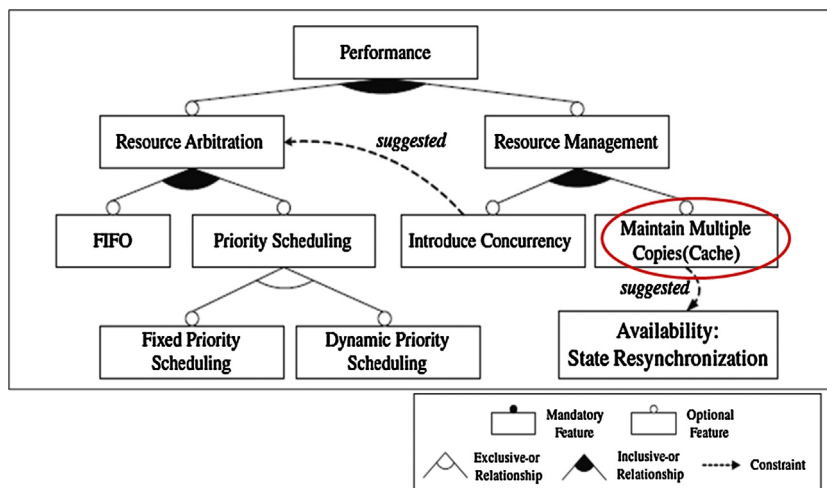 Performance
Resource Arbitration
suggested
Resource Management
FIFO
Priority Scheduling
Introduce Concurrency
Maintain Multiple
Copies(Cache)
suggested
Fixed Priority
Scheduling
Dynamic Priority
Scheduling
Availability:
State Resynchronization
Mandatory
Feature
Optional
Feature
Exclusive-or
Relationship
Inclusive-or
Relationship
Constraint